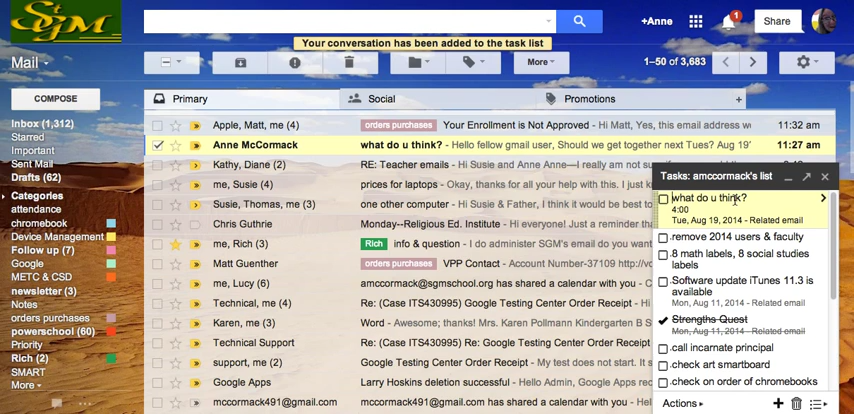 St
SGM
+Anne
1
Share
Your conversation has been added to the task list
Mail
More
1–50 of 3,683
COMPOSE
Primary
Social
Promotions
+
Inbox (1,312)
Starred
Important
Sent Mail
Drafts (62)
Categories
attendance
chromebook
Device Management
Follow up (7)
Google
METC & CSD
newsletter (3)
Notes
orders purchases
powerschool (60)
Priority
Rich (2)
SMART
More
Apple, Matt, me (4) orders purchases Your Enrollment is Not Approved - Hi Matt, Yes, this email address we 11:32 am
Anne McCormack what do u think? - Hello fellow gmail user, Should we get together next Tues? Aug 19' 11:27 am
Kathy, Diane (2) RE: Teacher emails - Hi Susie and Anne Anne—I really am not su
me, Susie (4) prices for laptops - Okay, thanks for all your help with this. I just k
Susie, Thomas, me (3) one other computer - Susie & Father, I think it would be best to
Chris Guthrie Monday--Religious Ed. Institute - Hi everyone! Just a reminder tha
me, Rich (3) Rich info & question - I do administer SGM's email do you want
Matt Guenther orders purchases VPP Contact - Account Number-37109 http://vo
me, Lucy (6) amccormack@sgmschool.org has shared a calendar with you -
Technical, me (4) Re: (Case ITS430995) Google Testing Center Order Receipt -
Karen, me (3) Word - Awesome; thanks! Mrs. Karen Pollmann Kindergarten B S
Technical Support Re: (Case ITS430995) Re: Google Testing Center Order Receipt
support, me (2) Google Testing Center Order Receipt - My test does not start. It s
Google Apps Larry Hoskins deletion successful - Hello Admin, Google Apps
mccormack491@gmail.com mccormack491@gmail.com has shared a calendar with you - Hel
Tasks: amccormack's list
what do u think?
4:00
Tue, Aug 19, 2014 - Related email
remove 2014 users & faculty
8 math labels, 8 social studies
labels
Software update iTunes 11.3 is
available
Mon, Aug 11, 2014 - Related email
Strengths Quest
Mon, Aug 11, 2014 - Related email
call incarnate principal
check art smartboard
check on order of chromebooks
Actions